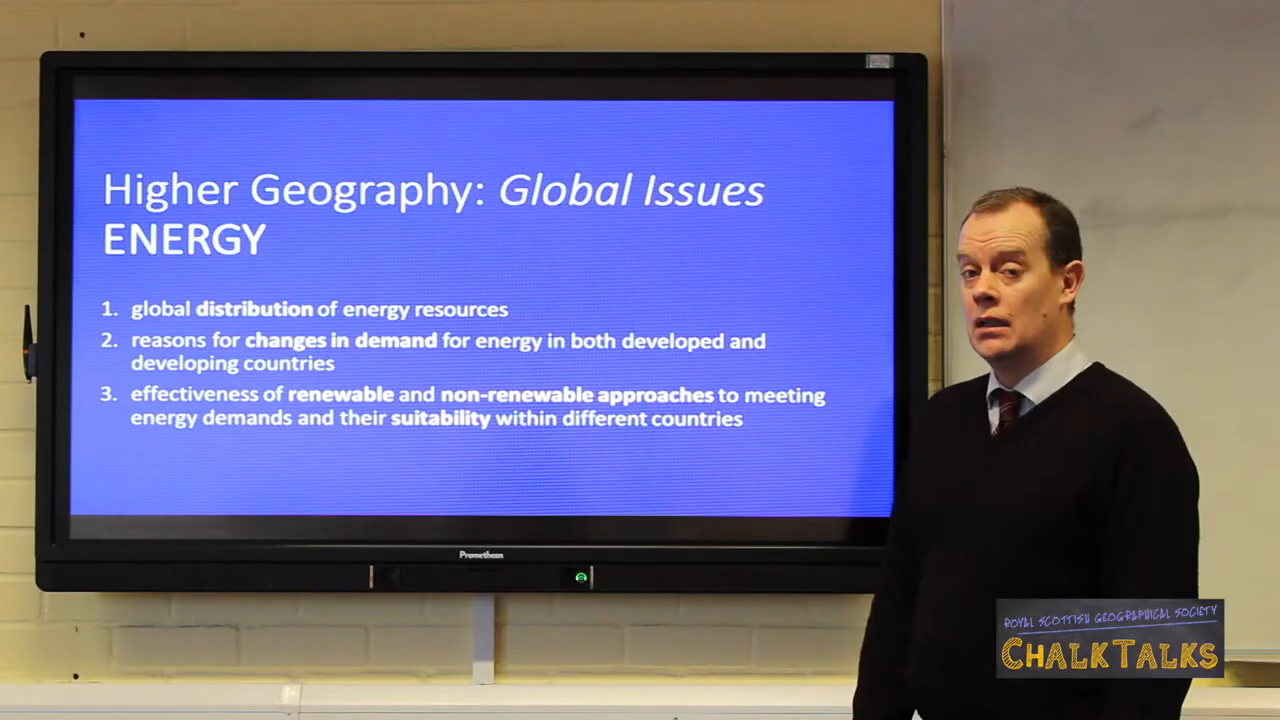 Higher Geography: Global Issues
ENERGY
1. global distribution of energy resources
2. reasons for changes in demand for energy in both developed and
developing countries
3. effectiveness of renewable and non-renewable approaches to meeting
energy demands and their suitability within different countries
Promethean
ROYAL SCOTTISH GEOGRAPHICAL SOCIETY
CHALKTALKS